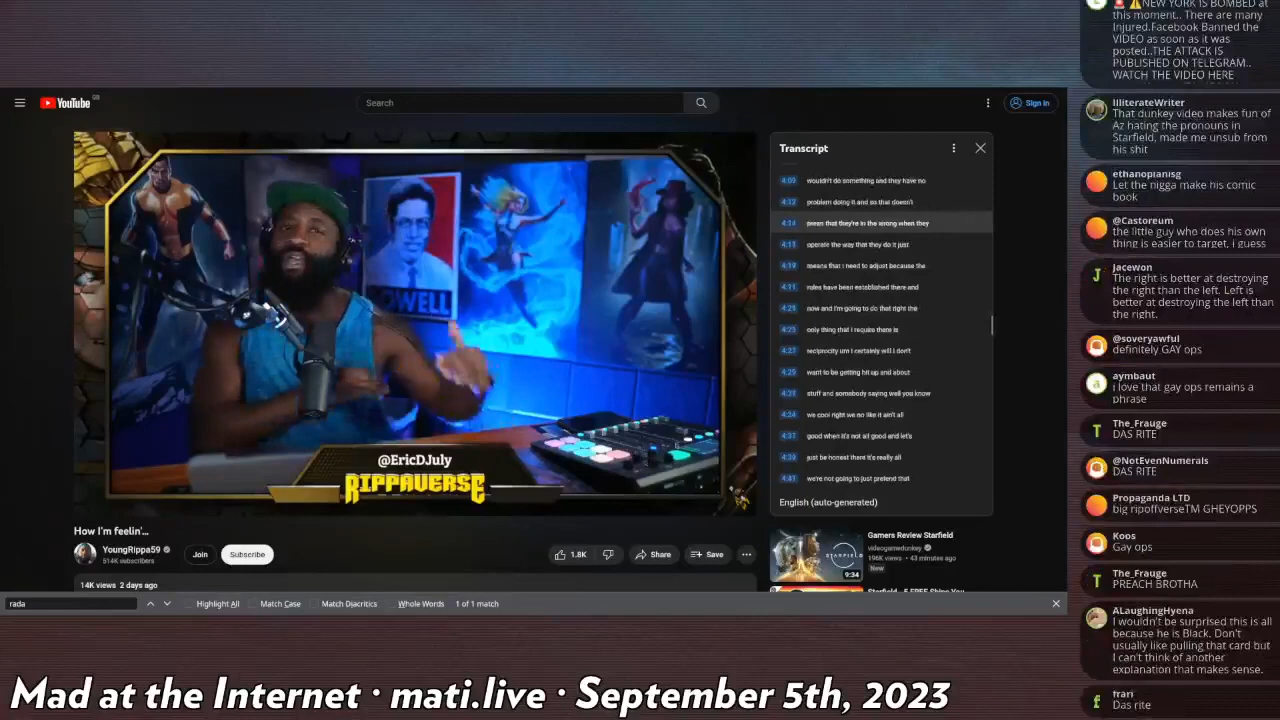 YouTube GB
Search
Sign in
OWELL
@EricDJuly
RIPPAVERSE
How I'm feelin'...
YoungRippa59
514K subscribers
Join
Subscribe
1.8K
Share
Save
14K views 2 days ago
Transcript
4:09 wouldn't do something and they have no
4:12 problem doing it and so that doesn't
4:14 mean that they're in the wrong when they
operate the way that they do it just
4:19 means that I need to adjust because the
4:21 rules have been established there and
now and I'm going to do that right the
only thing that I require there is
4:27 reciprocity um I certainly will I don't
4:29 want to be getting hit up and about
stuff and somebody saying well you know
4:34 we cool right we no like it ain't all
4:37 good when it's not all good and let's
4:39 just be honest there it's really all
4:41 we're not going to just pretend that
English (auto-generated)
STARFIELD
9:34
Gamers Review Starfield
videogamedunkey
196K views • 43 minutes ago
New
rada
Highlight All
Match Case
Match Diacritics
Whole Words
1 of 1 match
Mad at the Internet · mati.live · September 5th, 2023
🚨 ⚠️NEW YORK IS BOMBED at
this moment.. There are many
Injured.Facebook Banned the
VIDEO as soon as it was
posted..THE ATTACK IS
PUBLISHED ON TELEGRAM..
WATCH THE VIDEO HERE
IlliterateWriter
That dunkey video makes fun of
Az hating the pronouns in
Starfield, made me unsub from
his shit
ethanopianisg
Let the nigga make his comic
book
@Castoreum
the little guy who does his own
thing is easier to target, i guess
Jacewon
The right is better at destroying
the right than the left. Left is
better at destroying the left than
the right.
@soveryawful
definitely GAY ops
aymbaut
i love that gay ops remains a
phrase
The_Frauge
DAS RITE
@NotEvenNumerals
DAS RITE
Propaganda LTD
big ripoffverseTM GHEYOPPS
Koos
Gay ops
The_Frauge
PREACH BROTHA
ALaughingHyena
I wouldn't be surprised this is all
because he is Black. Don't
usually like pulling that card but
I can't think of another
explanation that makes sense.
frari
Das rite